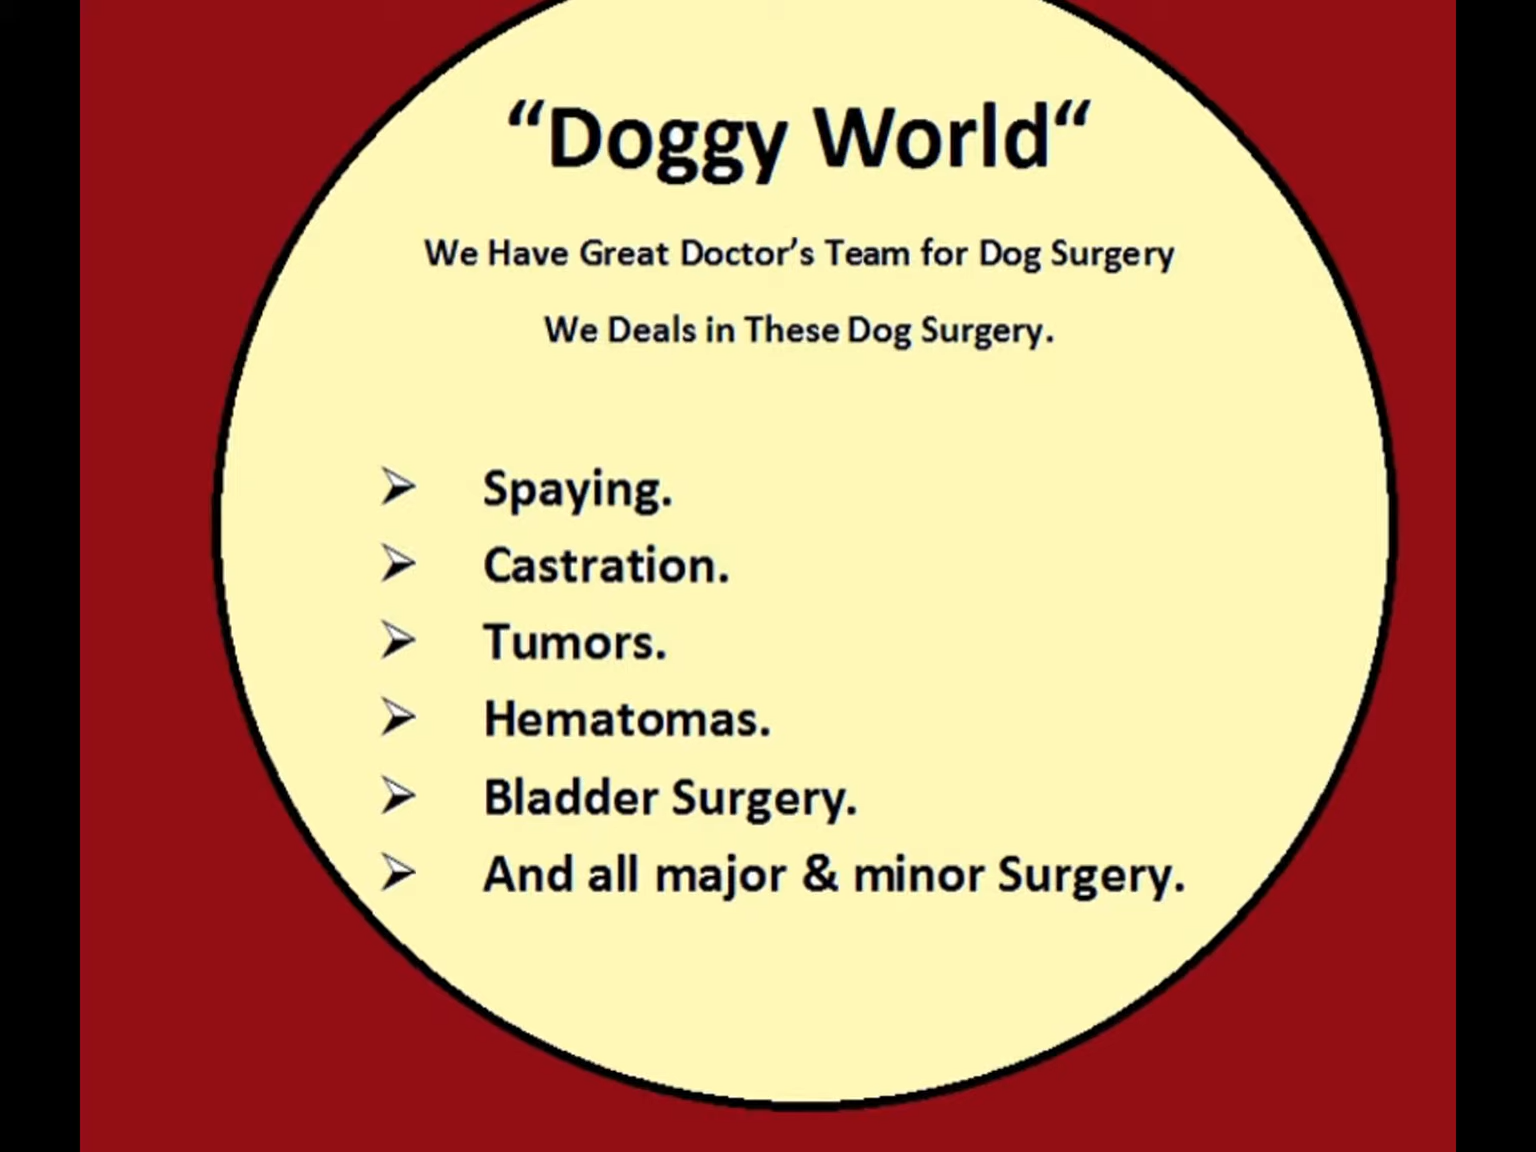 “Doggy World“
We Have Great Doctor’s Team for Dog Surgery
We Deals in These Dog Surgery.
➢ Spaying.
➢ Castration.
➢ Tumors.
➢ Hematomas.
➢ Bladder Surgery.
➢ And all major & minor Surgery.